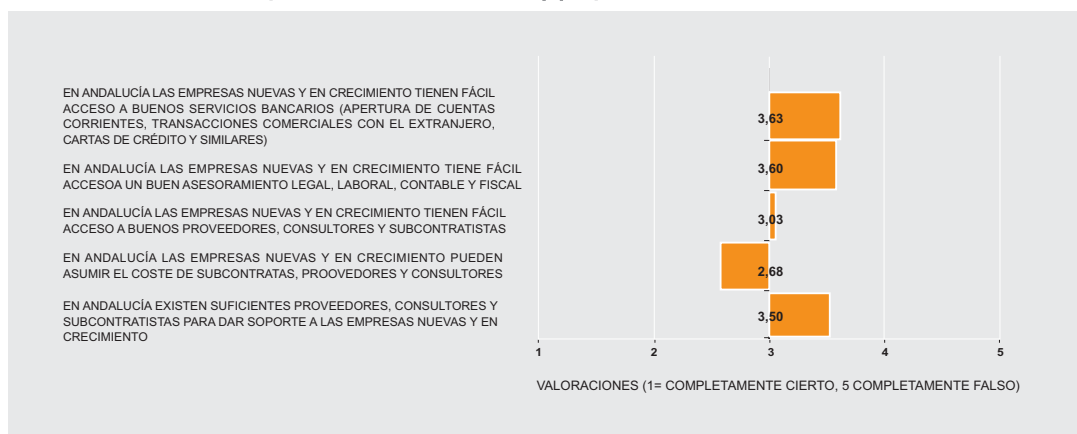 EN ANDALUCÍA LAS EMPRESAS NUEVAS Y EN CRECIMIENTO TIENEN FÁCIL
ACCESO A BUENOS SERVICIOS BANCARIOS (APERTURA DE CUENTAS
CORRIENTES, TRANSACCIONES COMERCIALES CON EL EXTRANJERO,
CARTAS DE CRÉDITO Y SIMILARES)
3,63
EN ANDALUCÍA LAS EMPRESAS NUEVAS Y EN CRECIMIENTO TIENE FÁCIL
ACCESOA UN BUEN ASESORAMIENTO LEGAL, LABORAL, CONTABLE Y FISCAL
3,60
EN ANDALUCÍA LAS EMPRESAS NUEVAS Y EN CRECIMIENTO TIENEN FÁCIL
ACCESO A BUENOS PROVEEDORES, CONSULTORES Y SUBCONTRATISTAS
3,03
EN ANDALUCÍA LAS EMPRESAS NUEVAS Y EN CRECIMIENTO PUEDEN
ASUMIR EL COSTE DE SUBCONTRATAS, PROOVEDORES Y CONSULTORES
2,68
EN ANDALUCÍA EXISTEN SUFICIENTES PROVEEDORES, CONSULTORES Y
SUBCONTRATISTAS PARA DAR SOPORTE A LAS EMPRESAS NUEVAS Y EN
CRECIMIENTO
3,50
1 2 3 4 5
VALORACIONES (1= COMPLETAMENTE CIERTO, 5 COMPLETAMENTE FALSO)